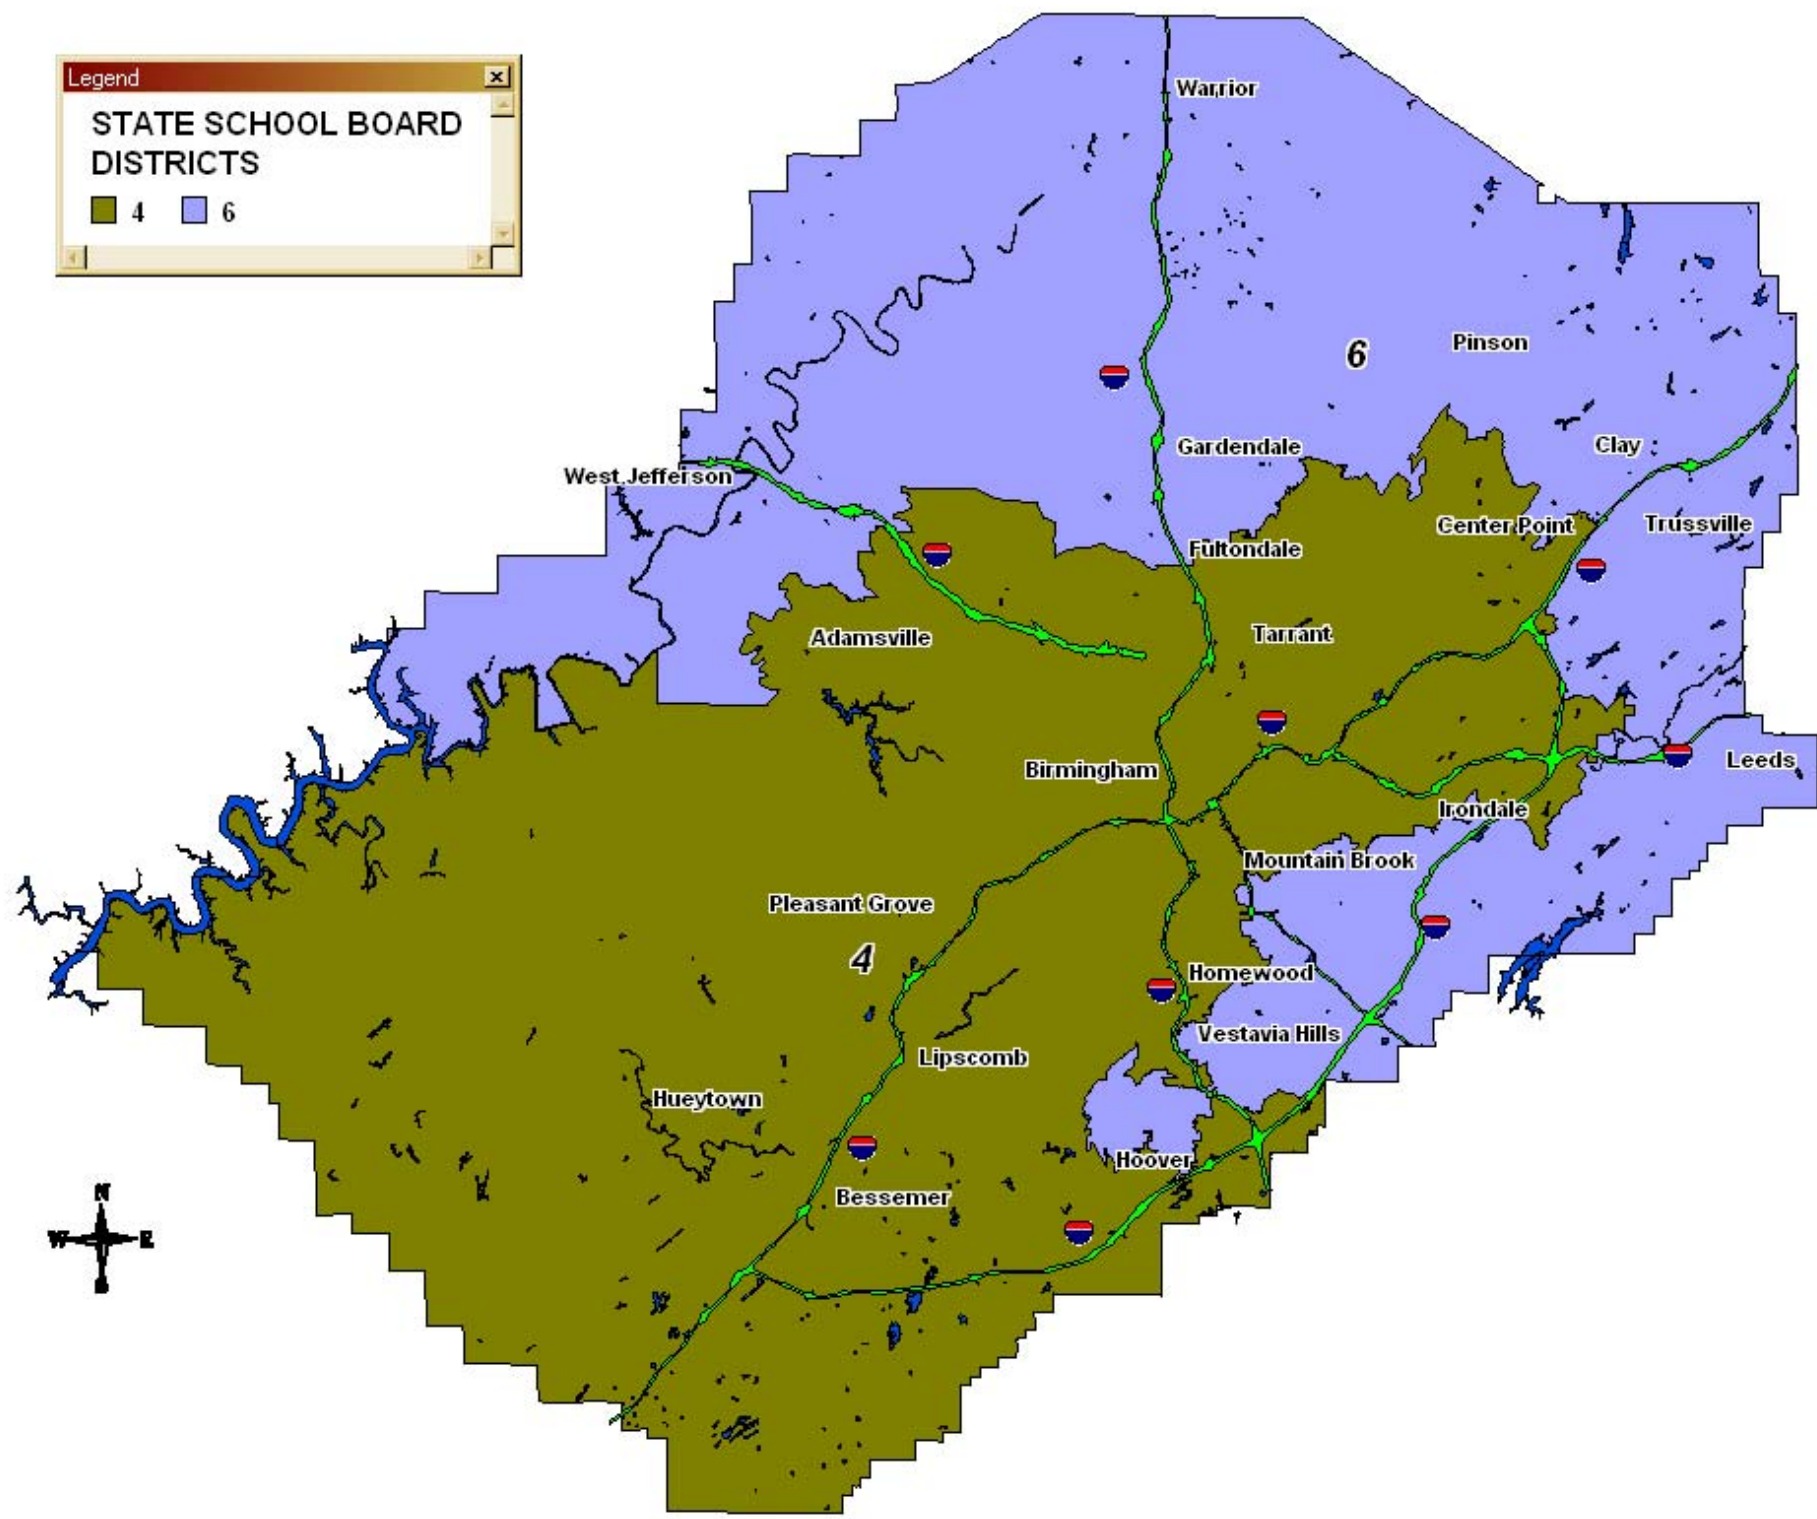 Legend
STATE SCHOOL BOARD
DISTRICTS
4 6
Warrior
Pinson
6
Gardendale
Clay
West Jefferson
Center Point
Trussville
Fultondale
Adamsville
Tarrant
Birmingham
Leeds
Irondale
Mountain Brook
Pleasant Grove
4
Homewood
Vestavia Hills
Lipscomb
Hueytown
Hoover
Bessemer
N
W E
S